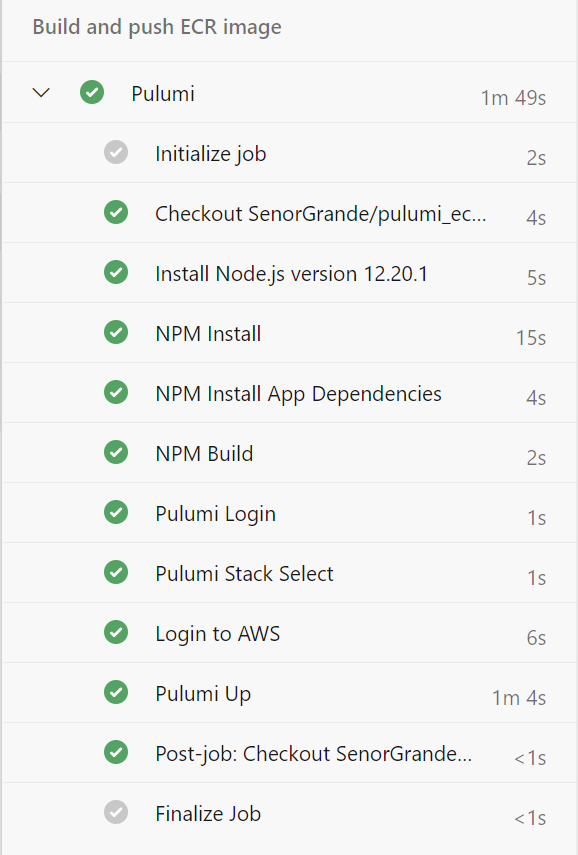 Build and push ECR image
Pulumi 1m 49s
Initialize job 2s
Checkout SenorGrande/pulumi_ec... 4s
Install Node.js version 12.20.1 5s
NPM Install 15s
NPM Install App Dependencies 4s
NPM Build 2s
Pulumi Login 1s
Pulumi Stack Select 1s
Login to AWS 6s
Pulumi Up 1m 4s
Post-job: Checkout SenorGrande... <1s
Finalize Job <1s